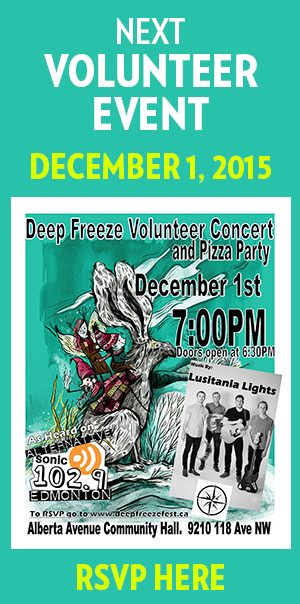 NEXT
VOLUNTEER
EVENT
DECEMBER 1, 2015
Deep Freeze Volunteer Concert
and Pizza Party
December 1st
7:00PM
Doors open at 6:30PM
Music By:
Lusitania Lights
As Heard on:
ALTERNATIVE
sonic
102.9
EDMONTON
To RSVP go to www.deepfreezefest.ca
Alberta Avenue Community Hall. 9210 118 Ave NW
RSVP HERE